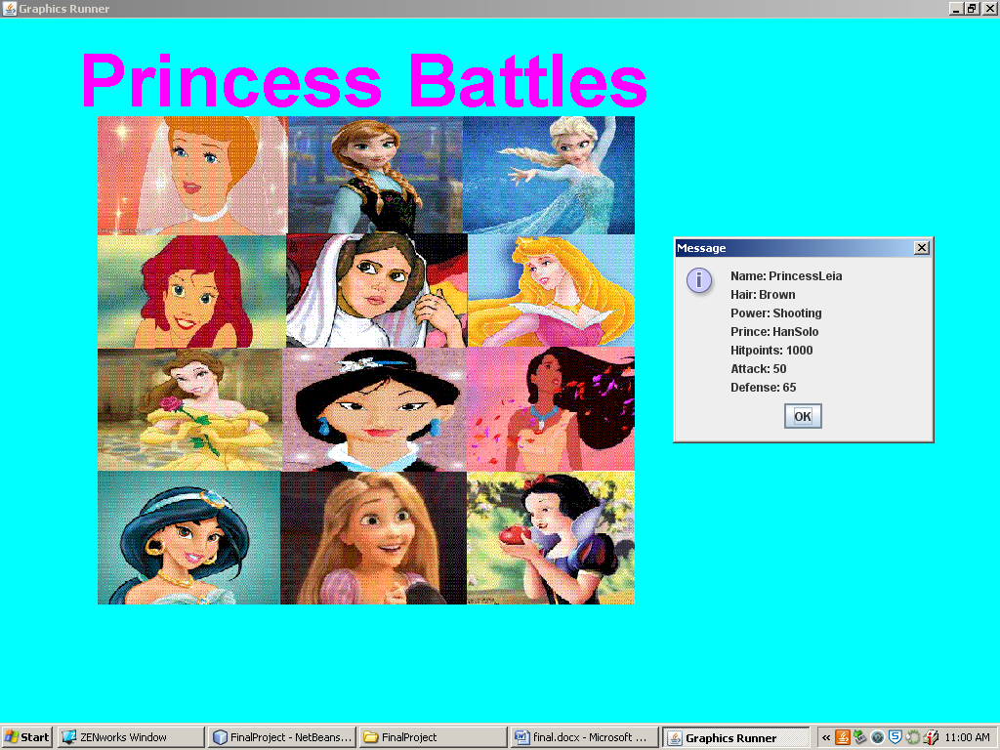 Graphics Runner
Princess Battles
Message
Name: PrincessLeia
Hair: Brown
Power: Shooting
Prince: HanSolo
Hitpoints: 1000
Attack: 50
Defense: 65
OK
Start
ZENworks Window
FinalProject - NetBeans...
FinalProject
final.docx - Microsoft ...
Graphics Runner
11:00 AM